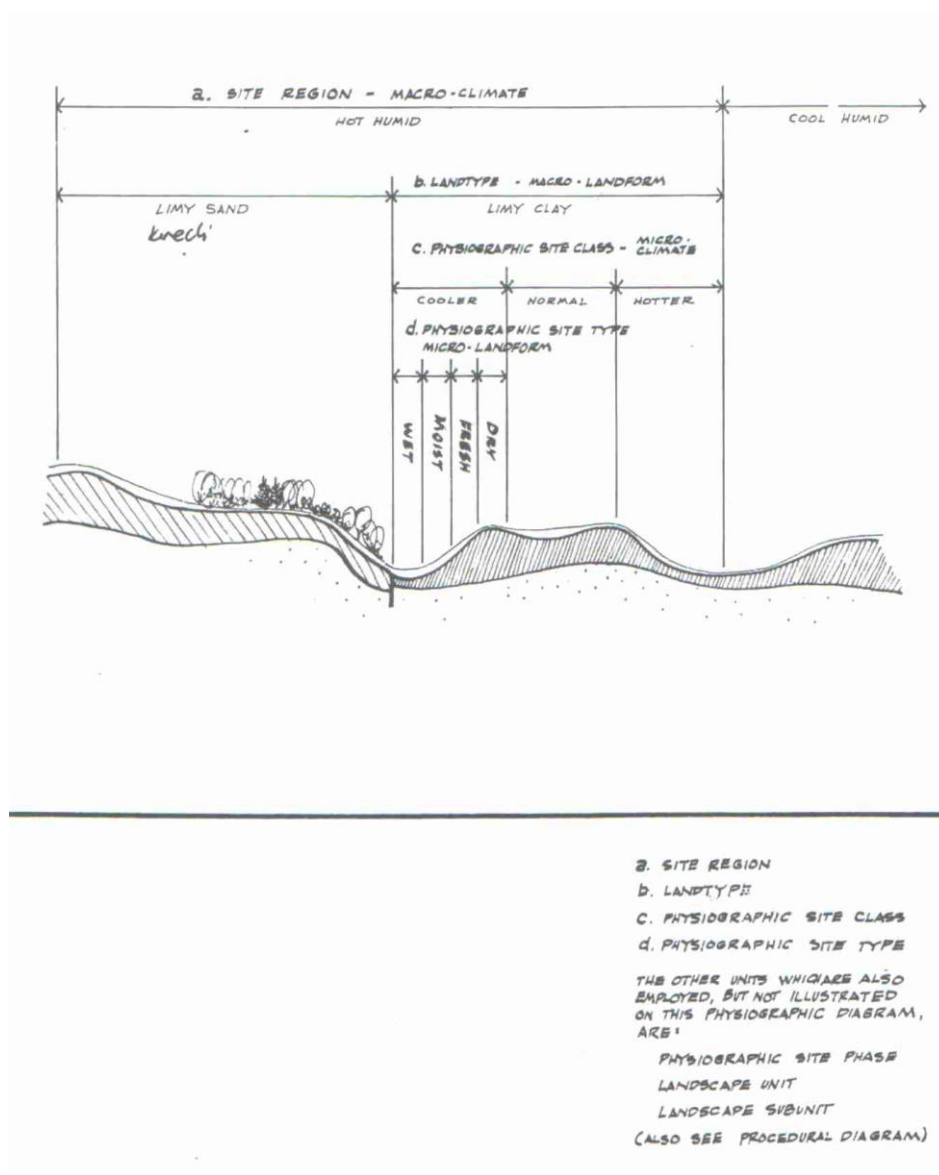 a. SITE REGION - MACRO-CLIMATE
HOT HUMID
COOL HUMID
b. LANDTYPE - MACRO-LANDFORM
LIMY SAND
LIMY CLAY
c. PHYSIOGRAPHIC SITE CLASS - MICRO-CLIMATE
COOLER
NORMAL
HOTTER
d. PHYSIOGRAPHIC SITE TYPE
MICRO-LANDFORM
WET
MOIST
FRESH
DRY
a. SITE REGION
b. LANDTYPE
c. PHYSIOGRAPHIC SITE CLASS
d. PHYSIOGRAPHIC SITE TYPE
THE OTHER UNITS WHICH ARE ALSO
EMPLOYED, BUT NOT ILLUSTRATED
ON THIS PHYSIOGRAPHIC DIAGRAM,
ARE:
PHYSIOGRAPHIC SITE PHASE
LANDSCAPE UNIT
LANDSCAPE SUBUNIT
(ALSO SEE PROCEDURAL DIAGRAM)